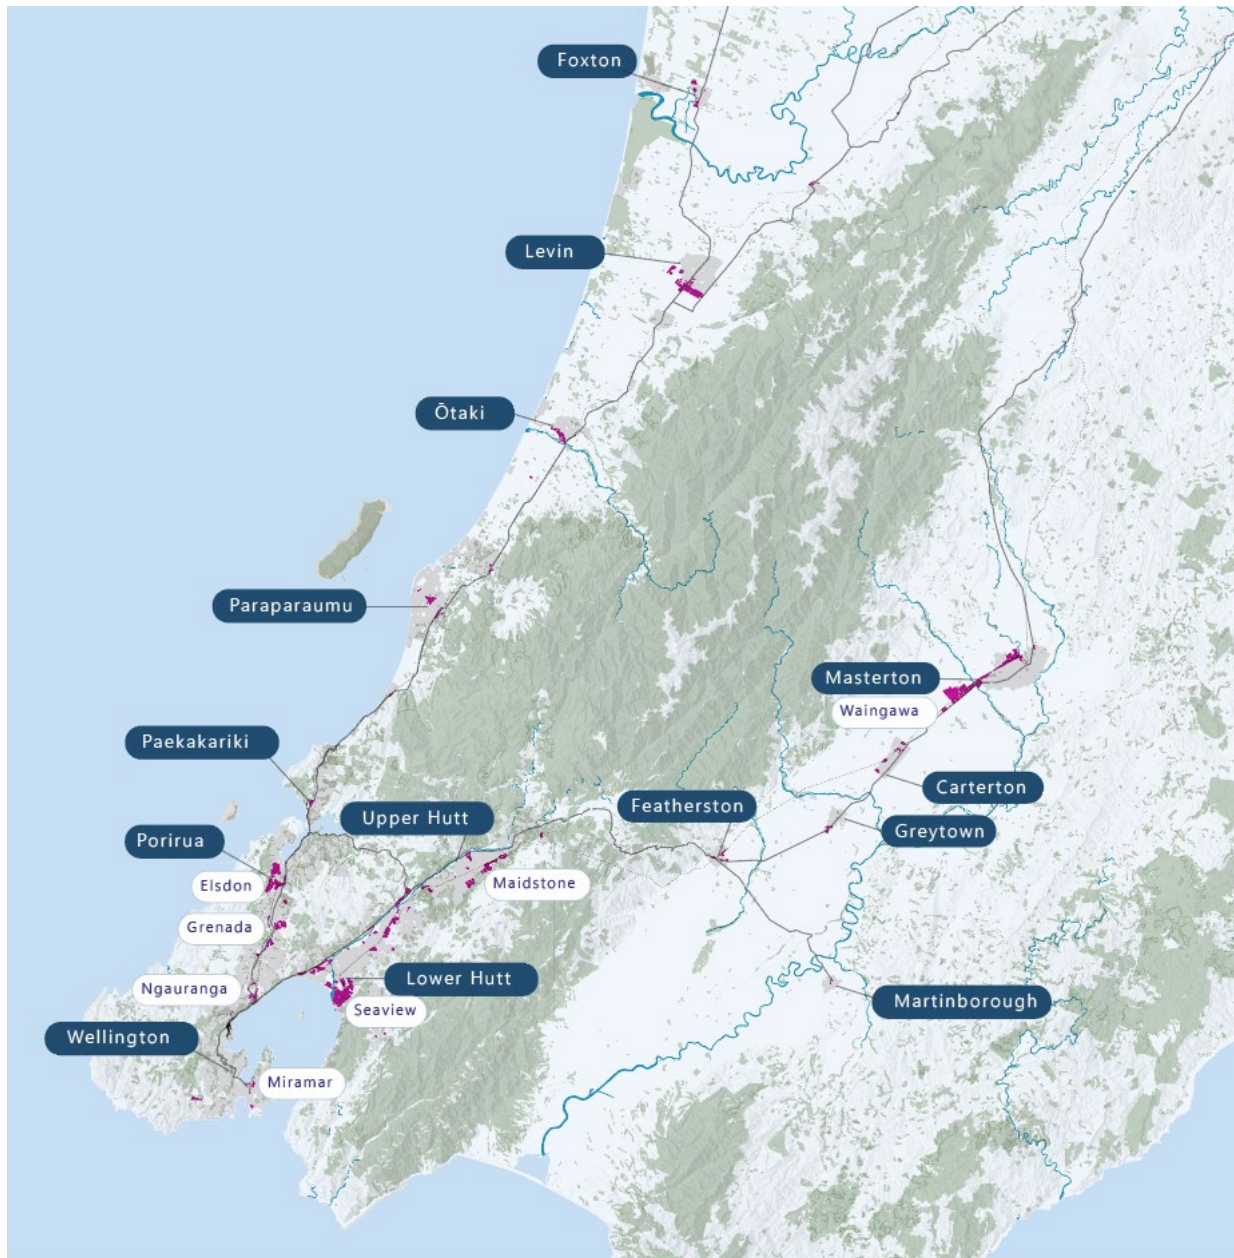 Foxton
Levin
Ōtaki
Paraparaumu
Masterton
Waingawa
Paekakariki
Carterton
Featherston
Upper Hutt
Greytown
Porirua
Elsdon
Maidstone
Grenada
Lower Hutt
Ngauranga
Seaview
Martinborough
Wellington
Miramar